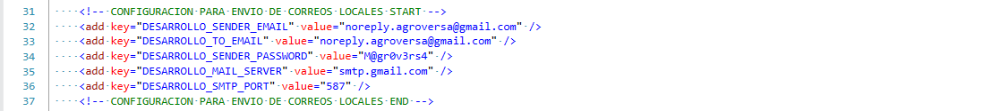 31 <!-- CONFIGURACION PARA ENVIO DE CORREOS LOCALES START -->
32 <add key="DESARROLLO_SENDER_EMAIL" value="noreply.agroversa@gmail.com" />
33 <add key="DESARROLLO_TO_EMAIL" value="noreply.agroversa@gmail.com" />
34 <add key="DESARROLLO_SENDER_PASSWORD" value="M@gr0v3rs4" />
35 <add key="DESARROLLO_MAIL_SERVER" value="smtp.gmail.com" />
36 <add key="DESARROLLO_SMTP_PORT" value="587" />
37 <!-- CONFIGURACION PARA ENVIO DE CORREOS LOCALES END -->